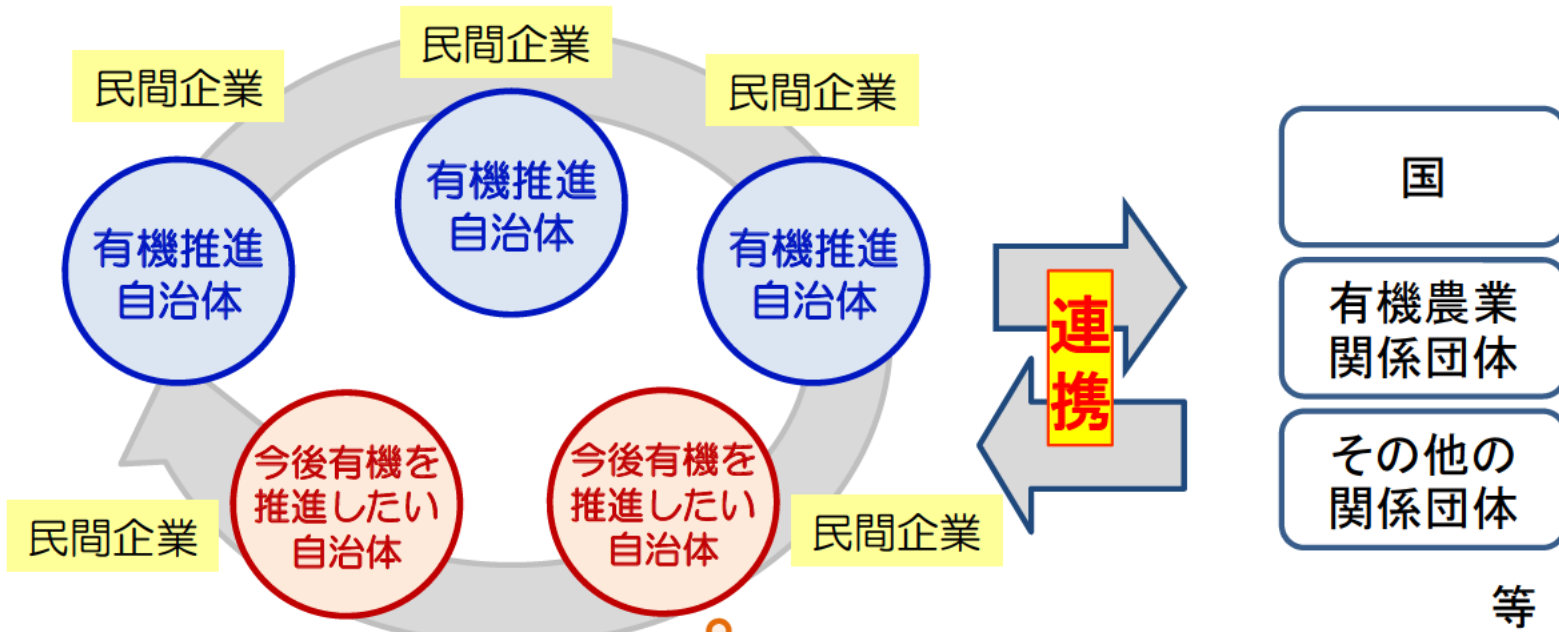 民間企業
民間企業
民間企業
有機推進
自治体
有機推進
自治体
有機推進
自治体
今後有機を
推進したい
自治体
今後有機を
推進したい
自治体
民間企業
民間企業
連
携
国
有機農業
関係団体
その他の
関係団体
等